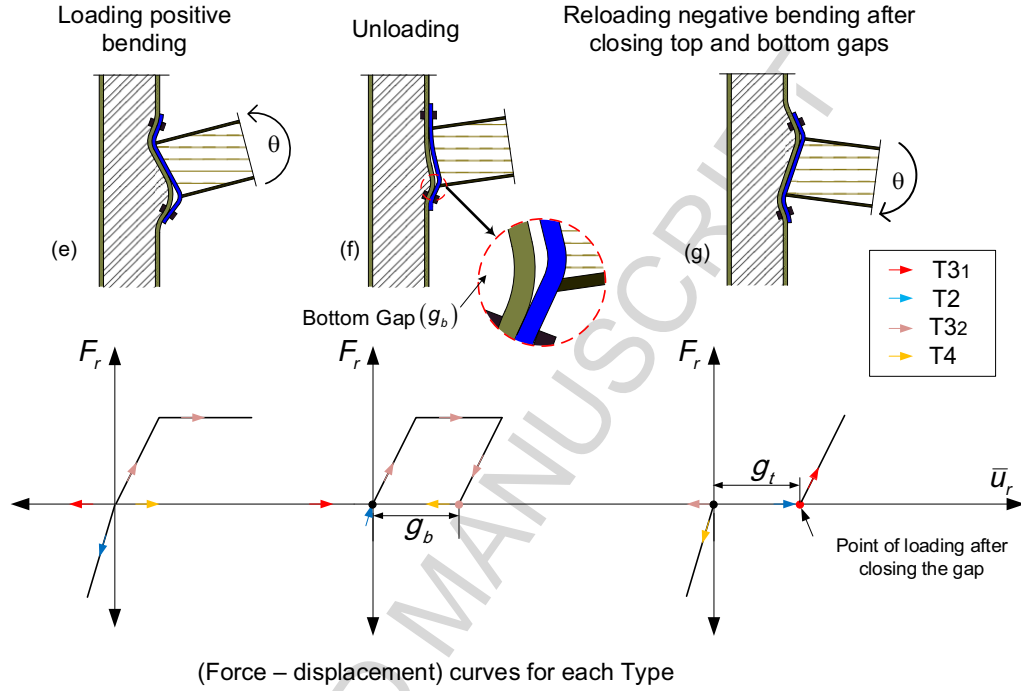 Loading positive
bending
Unloading
Reloading negative bending after
closing top and bottom gaps
θ
θ
(e)
(f)
(g)
Bottom Gap (g_b)
T31
T2
T32
T4
F_r
F_r
F_r
g_b
g_t
u̅_r
Point of loading after
closing the gap
(Force – displacement) curves for each Type
D MANUSCRIPT